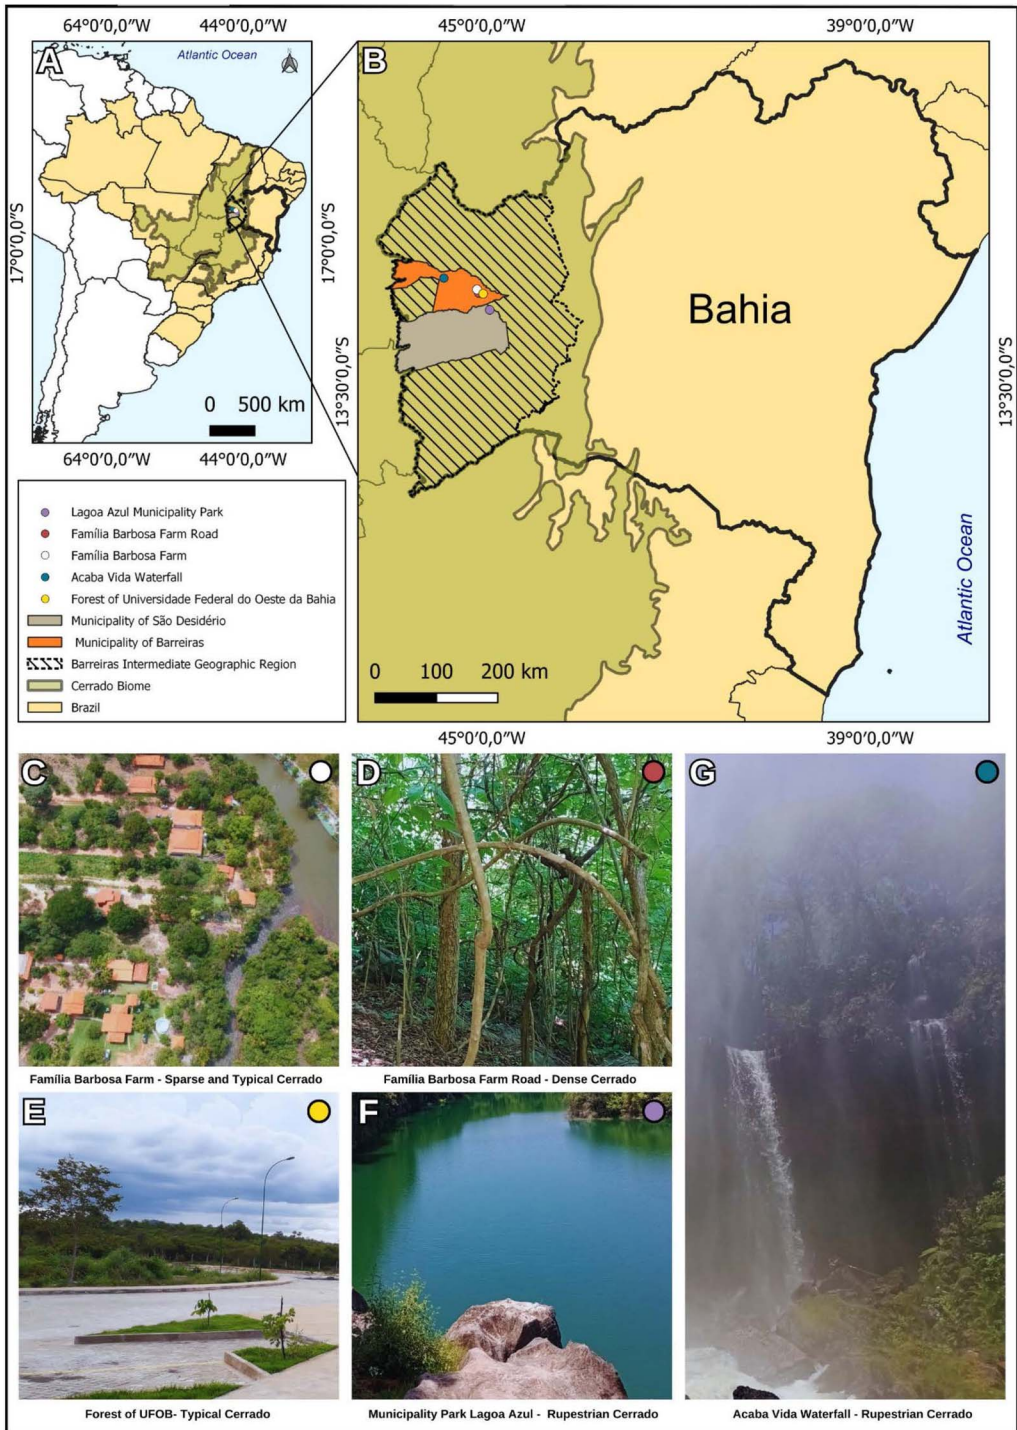 64°0′0,0″W
44°0′0,0″W
45°0′0,0″W
39°0′0,0″W
A
Atlantic Ocean
N
B
17°0′0,0″S
17°0′0,0″S
0 500 km
64°0′0,0″W
44°0′0,0″W
13°30′0,0″S
Bahia
13°30′0,0″S
Lagoa Azul Municipality Park
Família Barbosa Farm Road
Família Barbosa Farm
Acaba Vida Waterfall
Forest of Universidade Federal do Oeste da Bahia
Municipality of São Desidério
Municipality of Barreiras
Barreiras Intermediate Geographic Region
Cerrado Biome
Brazil
Atlantic Ocean
0 100 200 km
45°0′0,0″W
39°0′0,0″W
C
D
G
Família Barbosa Farm - Sparse and Typical Cerrado
Família Barbosa Farm Road - Dense Cerrado
E
F
Forest of UFOB- Typical Cerrado
Municipality Park Lagoa Azul - Rupestrian Cerrado
Acaba Vida Waterfall - Rupestrian Cerrado